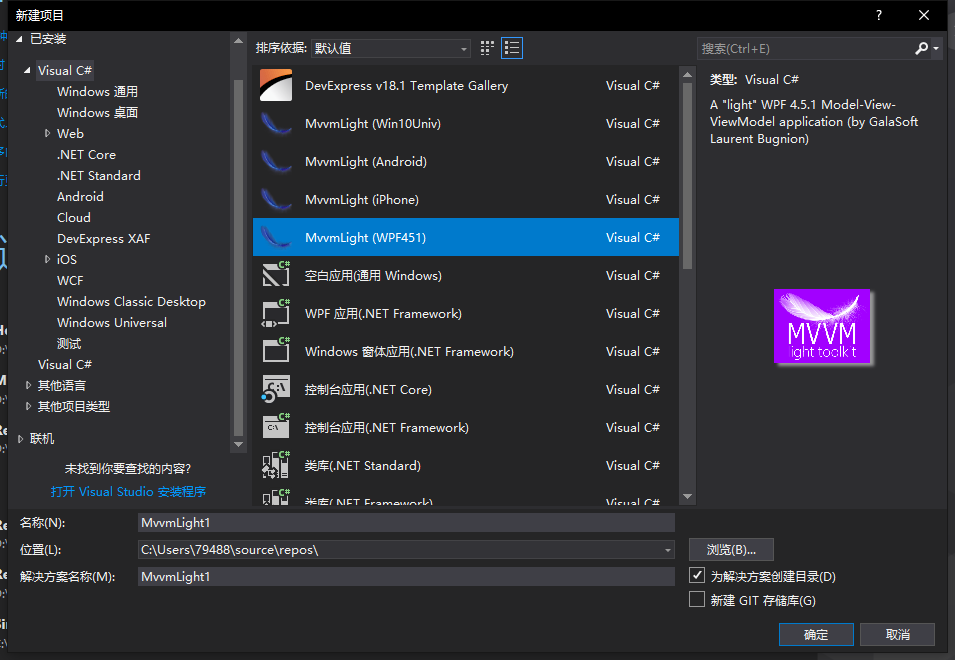 新建项目
?
已安装
Visual C#
Windows 通用
Windows 桌面
Web
.NET Core
.NET Standard
Android
Cloud
DevExpress XAF
iOS
WCF
Windows Classic Desktop
Windows Universal
测试
Visual C#
其他语言
其他项目类型
联机
未找到你要查找的内容?
打开 Visual Studio 安装程序
排序依据: 默认值
DevExpress v18.1 Template Gallery Visual C#
MvvmLight (Win10Univ) Visual C#
MvvmLight (Android) Visual C#
MvvmLight (iPhone) Visual C#
MvvmLight (WPF451) Visual C#
空白应用(通用 Windows) Visual C#
WPF 应用(.NET Framework) Visual C#
Windows 窗体应用(.NET Framework) Visual C#
控制台应用(.NET Core) Visual C#
控制台应用(.NET Framework) Visual C#
类库(.NET Standard) Visual C#
类库(.NET Framework) Visual C#
搜索(Ctrl+E)
类型: Visual C#
A "light" WPF 4.5.1 Model-View-
ViewModel application (by GalaSoft
Laurent Bugnion)
MVVM
light toolkit
名称(N): MvvmLight1
位置(L): C:\Users\79488\source\repos\
浏览(B)...
解决方案名称(M): MvvmLight1
为解决方案创建目录(D)
新建 GIT 存储库(G)
确定 取消